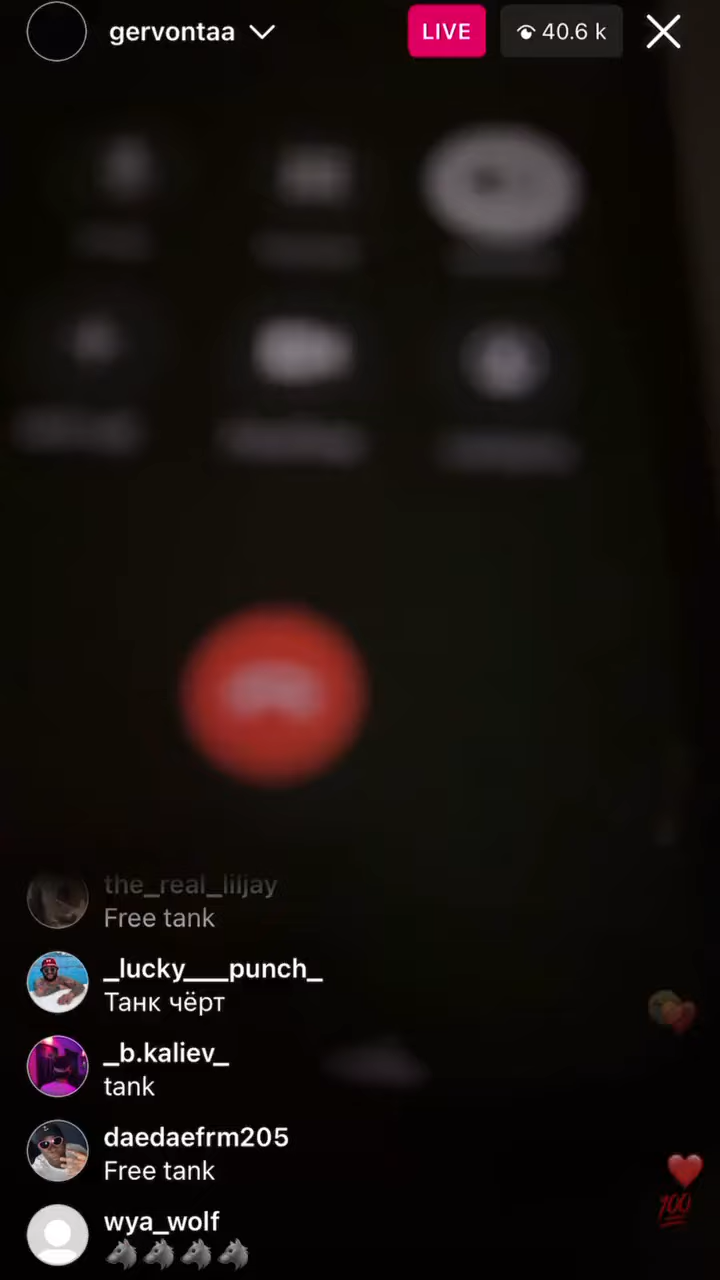 gervontaa
LIVE
40.6 k
the_real_liljay
Free tank
_lucky___punch_
Танк чёрт
_b.kaliev_
tank
daedaefrm205
Free tank
wya_wolf
🐺🐺🐺🐺
💯